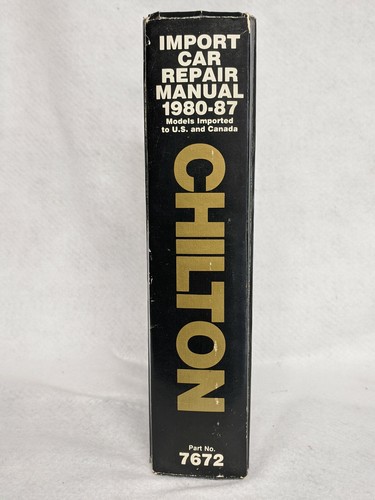 IMPORT
CAR
REPAIR
MANUAL
1980-87
Models Imported
to U.S. and Canada
CHILTON
Part No.
7672